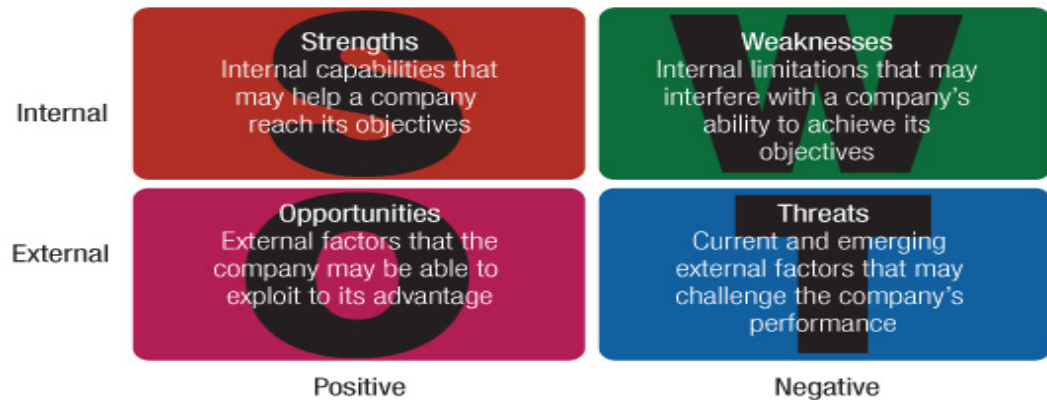 Strengths
Internal capabilities that
may help a company
reach its objectives
Weaknesses
Internal limitations that may
interfere with a company's
ability to achieve its
objectives
Internal
Opportunities
External factors that the
company may be able to
exploit to its advantage
Threats
Current and emerging
external factors that may
challenge the company's
performance
External
Positive
Negative
S
W
O
T